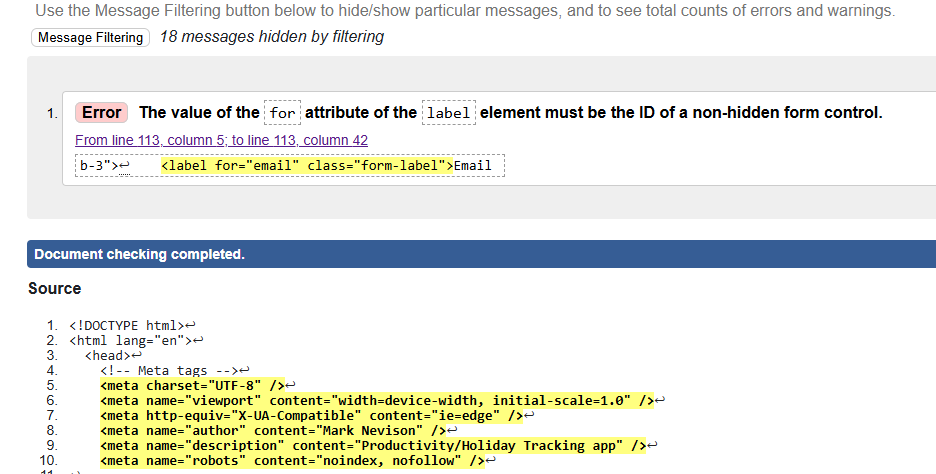 Use the Message Filtering button below to hide/show particular messages, and to see total counts of errors and warnings.
Message Filtering 18 messages hidden by filtering
1. Error The value of the for attribute of the label element must be the ID of a non-hidden form control.
From line 113, column 5; to line 113, column 42
b-3">↩ <label for="email" class="form-label">Email
Document checking completed.
Source
1. <!DOCTYPE html>↩
2. <html lang="en">↩
3. <head>↩
4. <!-- Meta tags -->↩
5. <meta charset="UTF-8" />↩
6. <meta name="viewport" content="width=device-width, initial-scale=1.0" />↩
7. <meta http-equiv="X-UA-Compatible" content="ie=edge" />↩
8. <meta name="author" content="Mark Nevison" />↩
9. <meta name="description" content="Productivity/Holiday Tracking app" />↩
10. <meta name="robots" content="noindex, nofollow" />↩